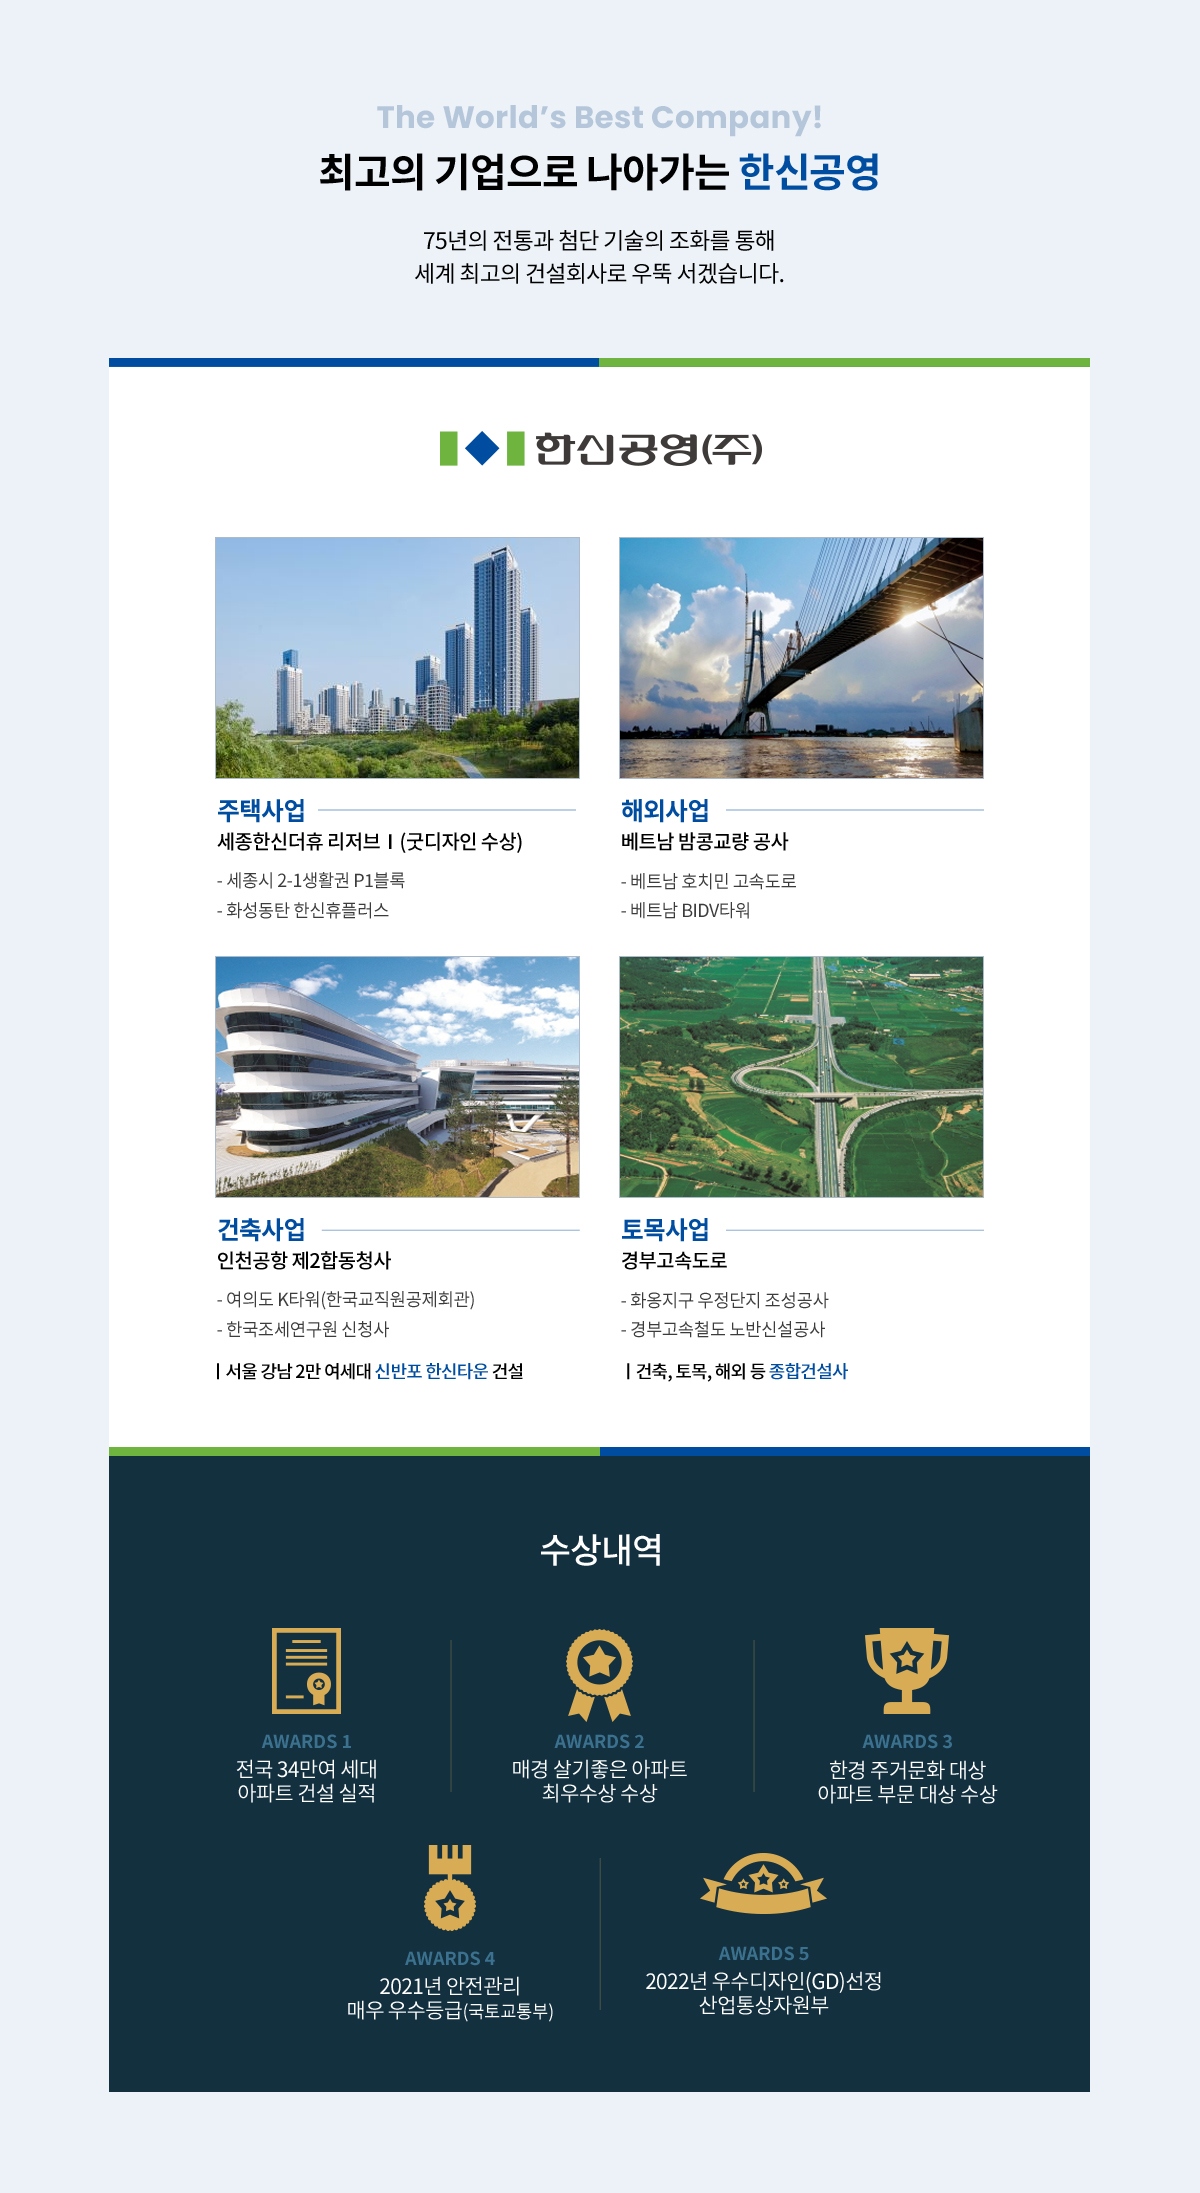 The World's Best Company!
최고의 기업으로 나아가는 한신공영
75년의 전통과 첨단 기술의 조화를 통해
세계 최고의 건설회사로 우뚝 서겠습니다.
한신공영(주)
주택사업
세종한신더휴 리저브Ⅰ(굿디자인 수상)
- 세종시 2-1생활권 P1블록
- 화성동탄 한신휴플러스
해외사업
베트남 밤콩교량 공사
- 베트남 호치민 고속도로
- 베트남 BIDV타워
건축사업
인천공항 제2합동청사
- 여의도 K타워(한국교직원공제회관)
- 한국조세연구원 신청사
| 서울 강남 2만 여세대 신반포 한신타운 건설
토목사업
경부고속도로
- 화옹지구 우정단지 조성공사
- 경부고속철도 노반신설공사
| 건축, 토목, 해외 등 종합건설사
수상내역
AWARDS 1
전국 34만여 세대
아파트 건설 실적
AWARDS 2
매경 살기좋은 아파트
최우수상 수상
AWARDS 3
한경 주거문화 대상
아파트 부문 대상 수상
AWARDS 4
2021년 안전관리
매우 우수등급(국토교통부)
AWARDS 5
2022년 우수디자인(GD)선정
산업통상자원부